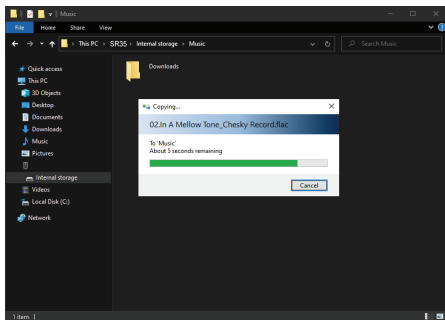 Music
File Home Share View
This PC › SR35 › Internal storage › Music
Search Music
Quick access
This PC
3D Objects
Desktop
Documents
Downloads
Music
Pictures
Internal storage
Videos
Local Disk (C:)
Network
Downloads
Copying...
02.In A Mellow Tone_Chesky Record.flac
To 'Music'
About 5 seconds remaining
Cancel
1 item